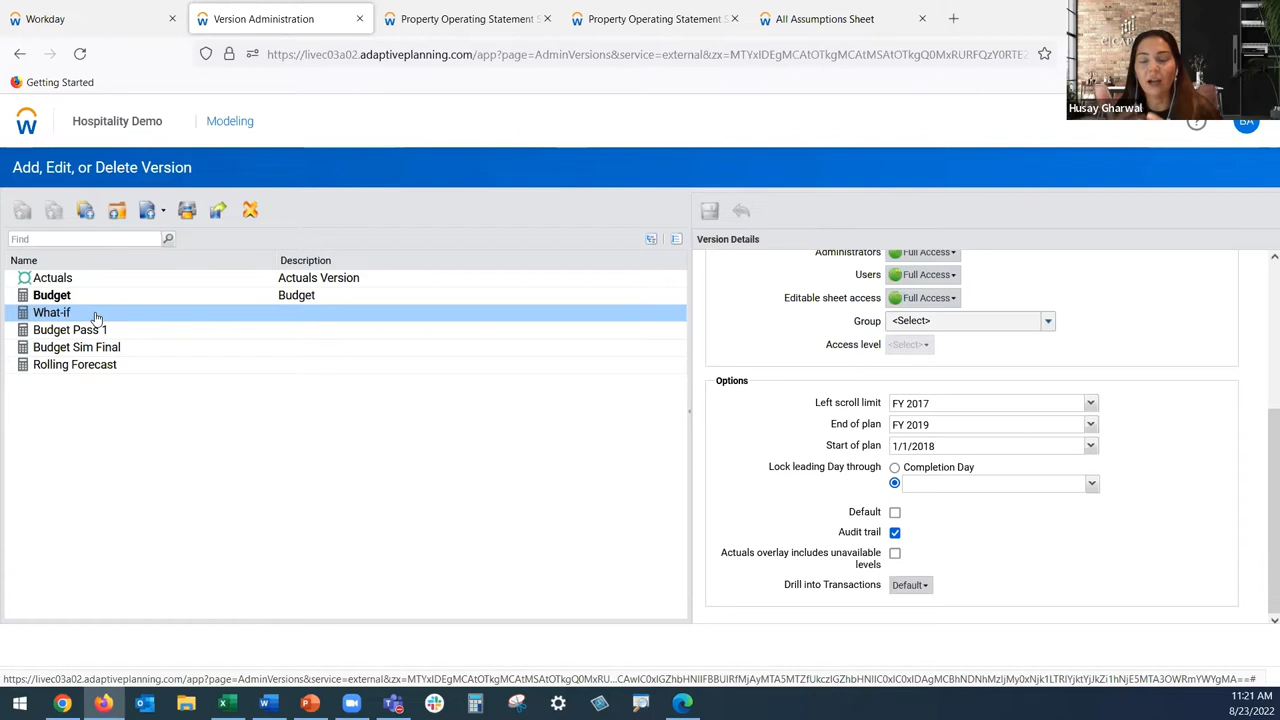 Workday
Version Administration
Property Operating Statement S
Property Operating Statement S
All Assumptions Sheet
https://livec03a02.adaptiveplanning.com/app?page=adminVersions&service=external&zx=MTYxIDEgMCAtOTkgMCAtMSAtOTkgQ0MxRURFQzY0RTE2
Getting Started
Husay Gharwal
Hospitality Demo
Modeling
BA
Add, Edit, or Delete Version
Find
Version Details
Name
Description
Actuals
Actuals Version
Budget
Budget
What-if
Budget Pass 1
Budget Sim Final
Rolling Forecast
Administrators
Full Access
Users
Full Access
Editable sheet access
Full Access
Group
<Select>
Access level
<Select>
Options
Left scroll limit
FY 2017
End of plan
FY 2019
Start of plan
1/1/2018
Lock leading Day through
Completion Day
Default
Audit trail
Actuals overlay includes unavailable
levels
Drill into Transactions
Default
11:21 AM
8/23/2022